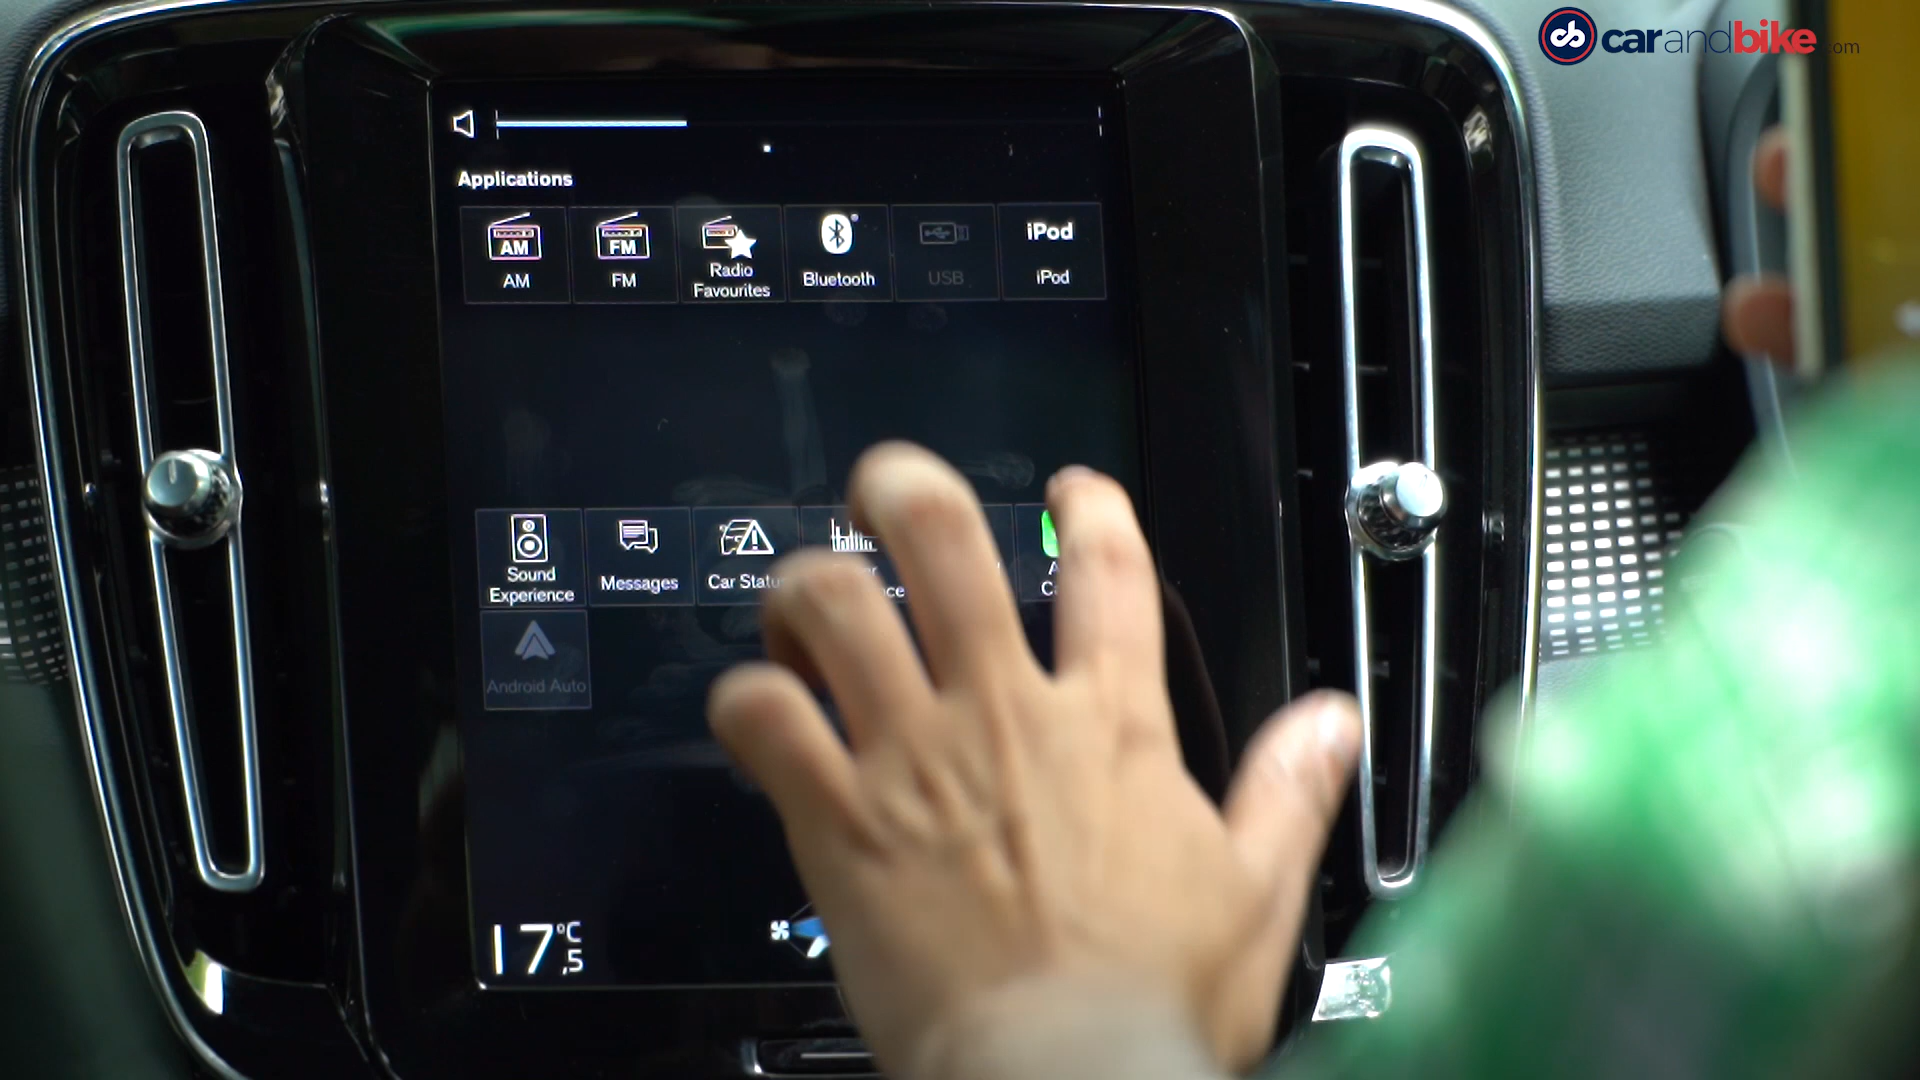 carandbike.com
Applications
AM FM iPod
AM FM Radio Favourites Bluetooth USB iPod
Sound Experience Messages Car Status
Android Auto
17,5 °C